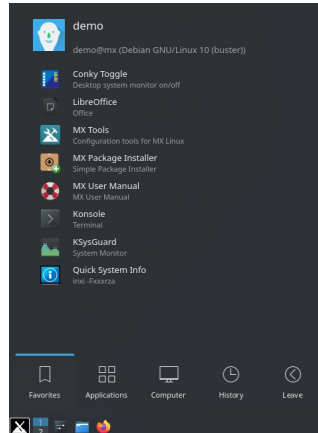 demo
demo@mx (Debian GNU/Linux 10 (buster))
Conky Toggle
Desktop system monitor on/off
LibreOffice
Office
MX Tools
Configuration tools for MX Linux
MX Package Installer
Simple Package Installer
MX User Manual
MX User Manual
Konsole
Terminal
KSysGuard
System Monitor
Quick System Info
inxi -Fxxxrza
Favorites Applications Computer History Leave
1
2